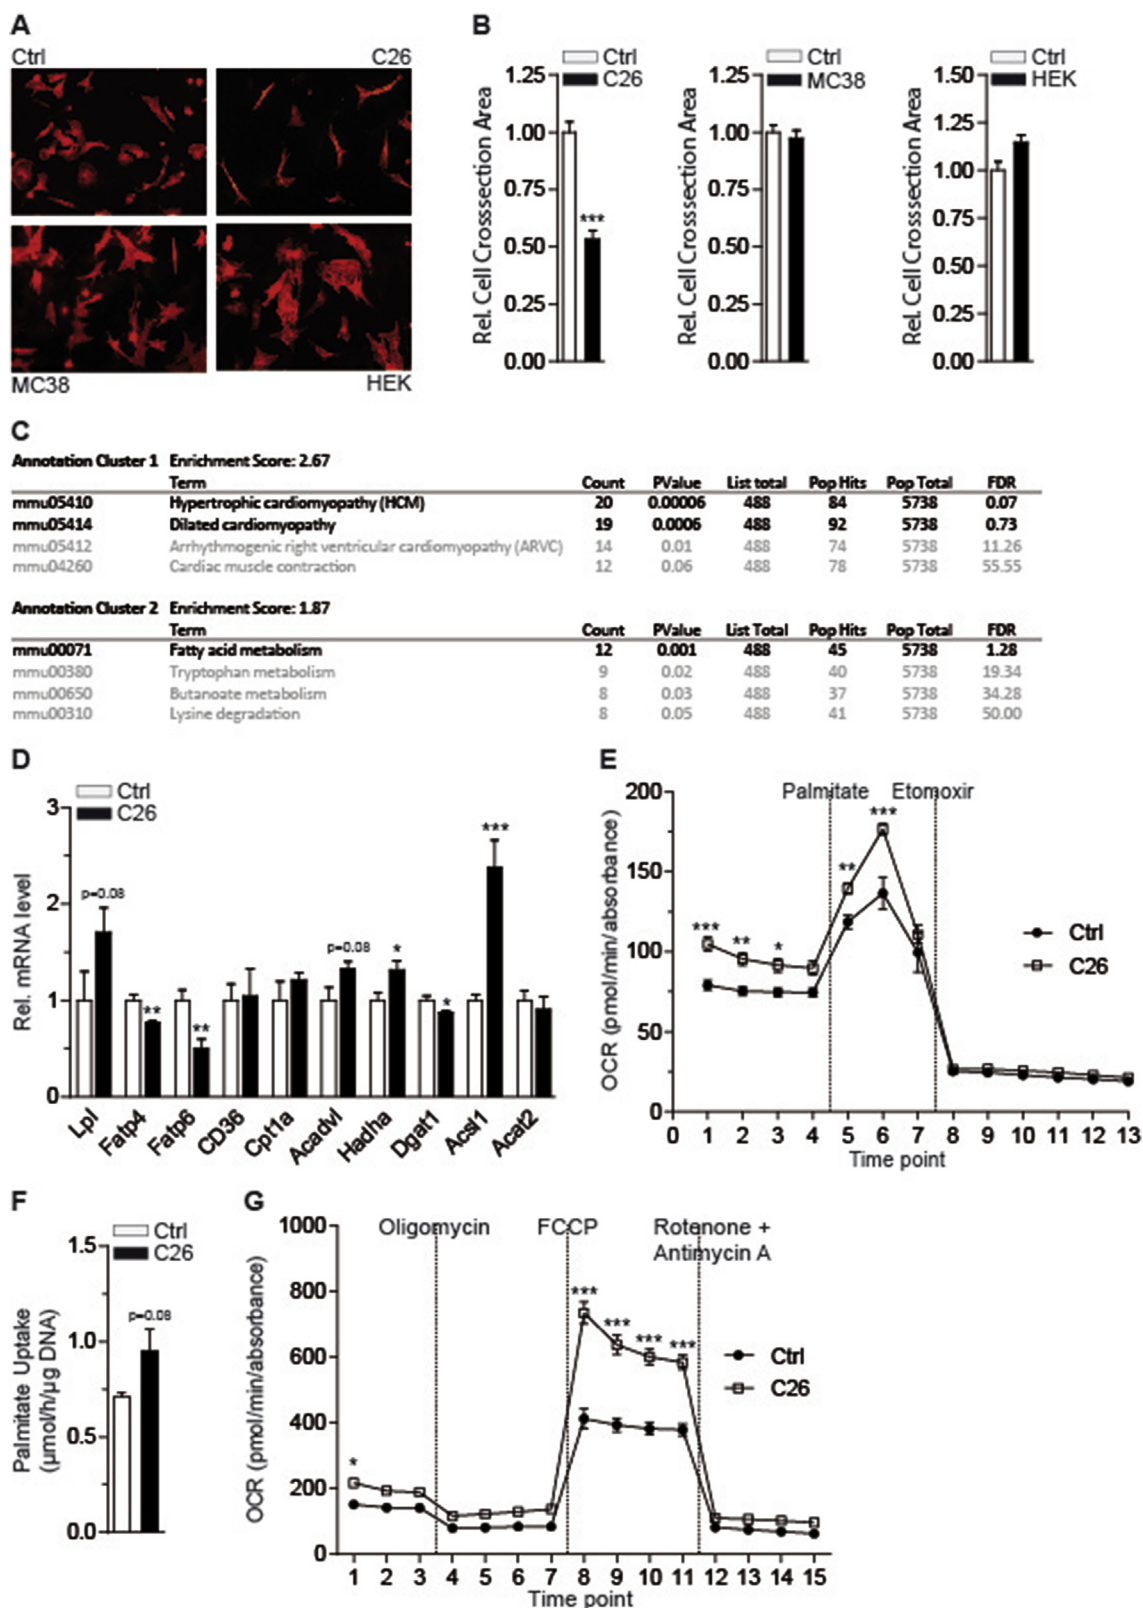 A
Ctrl
C26
MC38
HEK
B
Ctrl
C26
Rel. Cell Crosssection Area
1.25
1.00
0.75
0.50
0.25
0.00
***
Ctrl
MC38
Rel. Cell Crosssection Area
1.25
1.00
0.75
0.50
0.25
0.00
Ctrl
HEK
Rel. Cell Crosssection Area
1.50
1.25
1.00
0.75
0.50
0.25
0.00
C
Annotation Cluster 1 Enrichment Score: 2.67
Term Count PValue List total Pop Hits Pop Total FDR
mmu05410 Hypertrophic cardiomyopathy (HCM) 20 0.00006 488 84 5738 0.07
mmu05414 Dilated cardiomyopathy 19 0.0006 488 92 5738 0.73
mmu05412 Arrhythmogenic right ventricular cardiomyopathy (ARVC) 14 0.01 488 74 5738 11.26
mmu04260 Cardiac muscle contraction 12 0.06 488 78 5738 55.55
Annotation Cluster 2 Enrichment Score: 1.87
Term Count PValue List Total Pop Hits Pop Total FDR
mmu00071 Fatty acid metabolism 12 0.001 488 45 5738 1.28
mmu00380 Tryptophan metabolism 9 0.02 488 40 5738 19.34
mmu00650 Butanoate metabolism 8 0.03 488 37 5738 34.28
mmu00310 Lysine degradation 8 0.05 488 41 5738 50.00
D
Ctrl
C26
Rel. mRNA level
3
2
1
0
p=0.08
**
**
p=0.08
*
*
***
Lpl Fatp4 Fatp6 CD36 Cpt1a Acadvl Hadha Dgat1 Acsl1 Acat2
E
Palmitate Etomoxir
OCR (pmol/min/absorbance)
200
150
100
50
0
*** ** * ** ***
Ctrl
C26
0 1 2 3 4 5 6 7 8 9 10 11 12 13
Time point
F
Ctrl
C26
Palmitate Uptake
(µmol/h/µg DNA)
1.5
1.0
0.5
0.0
p=0.08
G
Oligomycin FCCP Rotenone +
Antimycin A
OCR (pmol/min/absorbance)
1000
800
600
400
200
0
* *** *** *** ***
Ctrl
C26
1 2 3 4 5 6 7 8 9 10 11 12 13 14 15
Time point